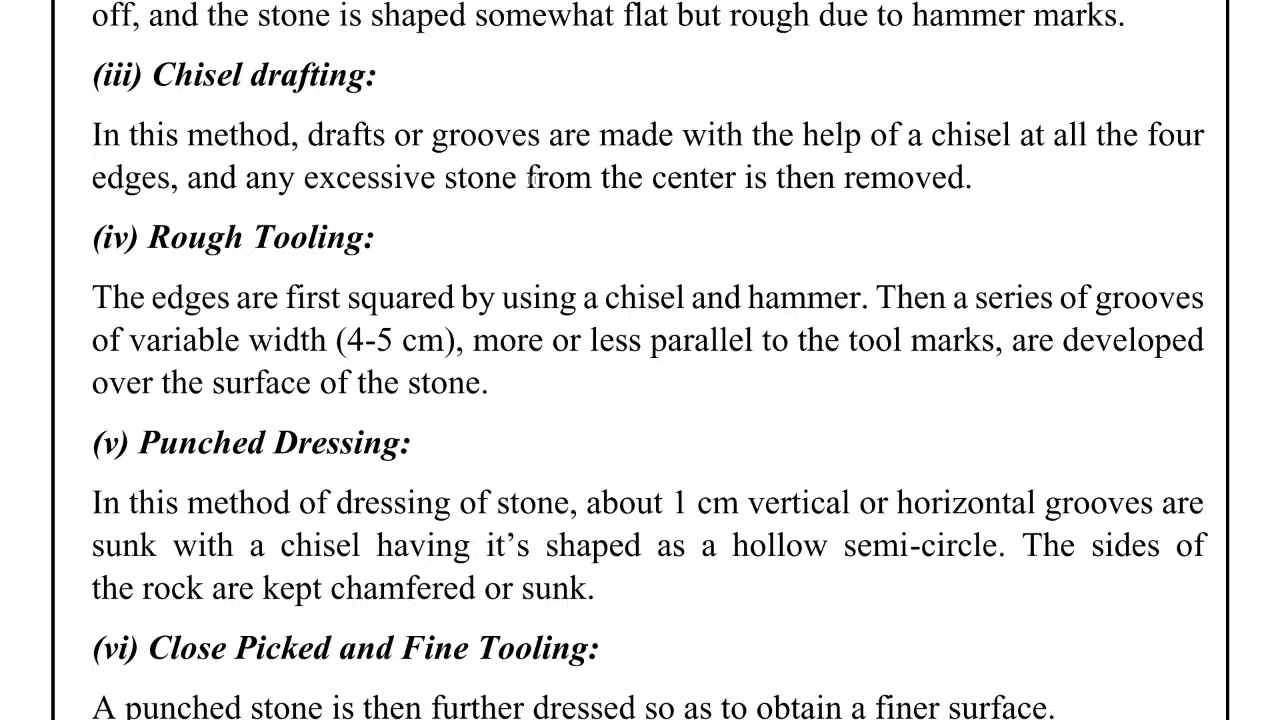 off, and the stone is shaped somewhat flat but rough due to hammer marks.
(iii) Chisel drafting:
In this method, drafts or grooves are made with the help of a chisel at all the four
edges, and any excessive stone from the center is then removed.
(iv) Rough Tooling:
The edges are first squared by using a chisel and hammer. Then a series of grooves
of variable width (4-5 cm), more or less parallel to the tool marks, are developed
over the surface of the stone.
(v) Punched Dressing:
In this method of dressing of stone, about 1 cm vertical or horizontal grooves are
sunk with a chisel having it’s shaped as a hollow semi-circle. The sides of
the rock are kept chamfered or sunk.
(vi) Close Picked and Fine Tooling:
A punched stone is then further dressed so as to obtain a finer surface.